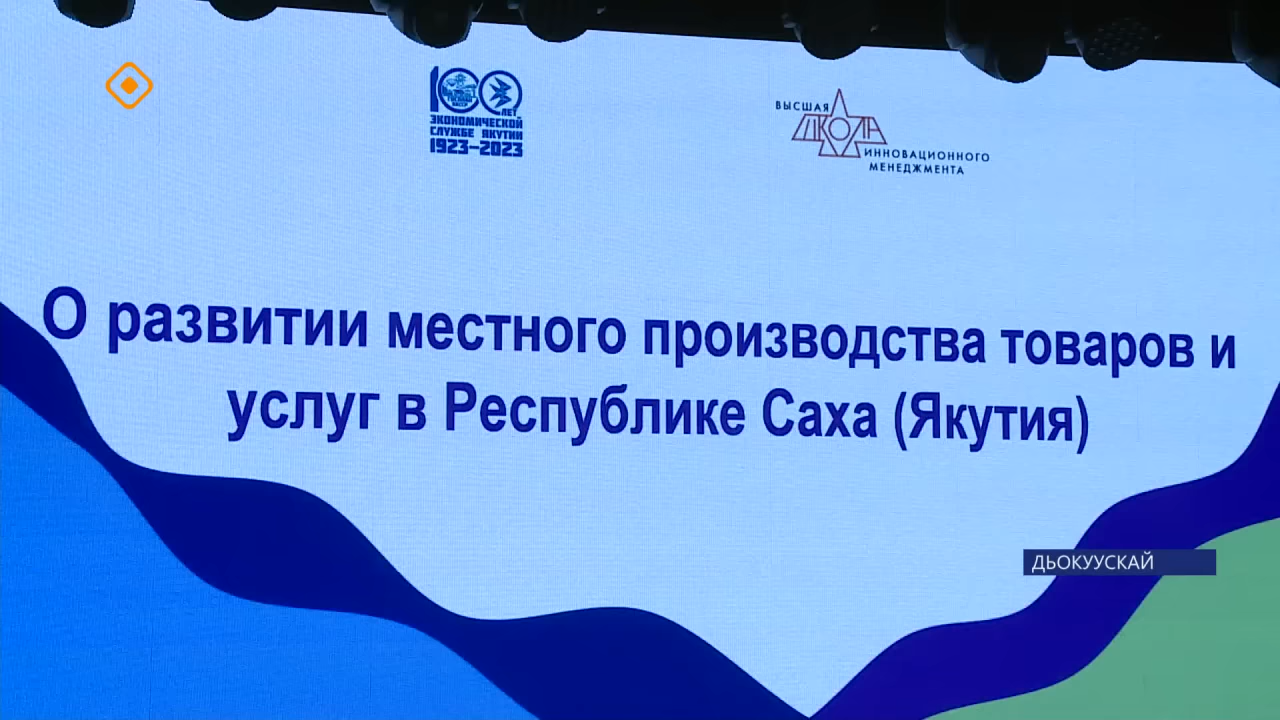 100 ЛЕТ
ЭКОНОМИЧЕСКОЙ
СЛУЖБЕ ЯКУТИИ
1923-2023
ВЫСШАЯ
ШКОЛА
ИННОВАЦИОННОГО
МЕНЕДЖМЕНТА
О развитии местного производства товаров и
услуг в Республике Саха (Якутия)
ДЬОКУУСКАЙ